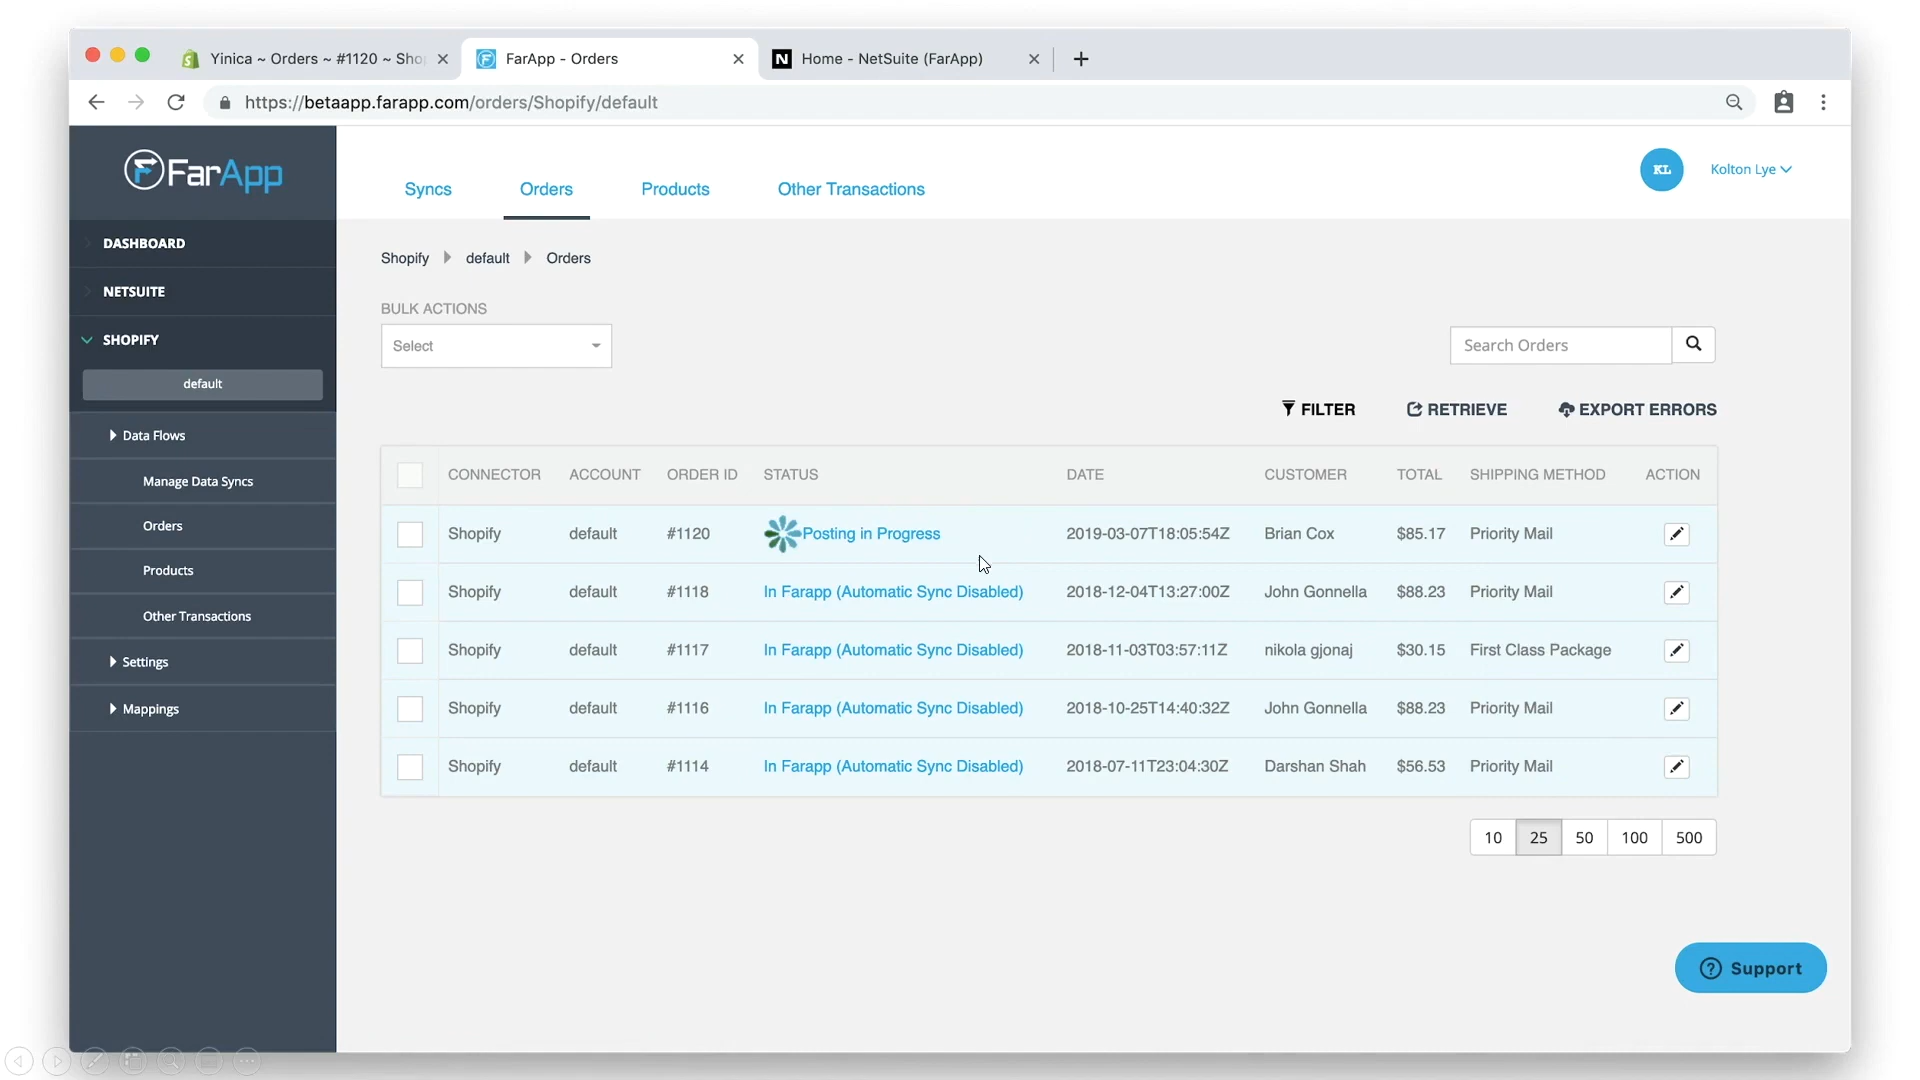 Yinica ~ Orders ~ #1120 ~ Sho
FarApp - Orders
N Home - NetSuite (FarApp)
https://betaapp.farapp.com/orders/Shopify/default
FarApp
Syncs Orders Products Other Transactions
KL Kolton Lye
DASHBOARD
NETSUITE
SHOPIFY
default
Data Flows
Manage Data Syncs
Orders
Products
Other Transactions
Settings
Mappings
Shopify default Orders
BULK ACTIONS
Select
Search Orders
FILTER RETRIEVE EXPORT ERRORS
CONNECTOR ACCOUNT ORDER ID STATUS DATE CUSTOMER TOTAL SHIPPING METHOD ACTION
Shopify default #1120 Posting in Progress 2019-03-07T18:05:54Z Brian Cox $85.17 Priority Mail
Shopify default #1118 In Farapp (Automatic Sync Disabled) 2018-12-04T13:27:00Z John Gonnella $88.23 Priority Mail
Shopify default #1117 In Farapp (Automatic Sync Disabled) 2018-11-03T03:57:11Z nikola gjonaj $30.15 First Class Package
Shopify default #1116 In Farapp (Automatic Sync Disabled) 2018-10-25T14:40:32Z John Gonnella $88.23 Priority Mail
Shopify default #1114 In Farapp (Automatic Sync Disabled) 2018-07-11T23:04:30Z Darshan Shah $56.53 Priority Mail
10 25 50 100 500
? Support